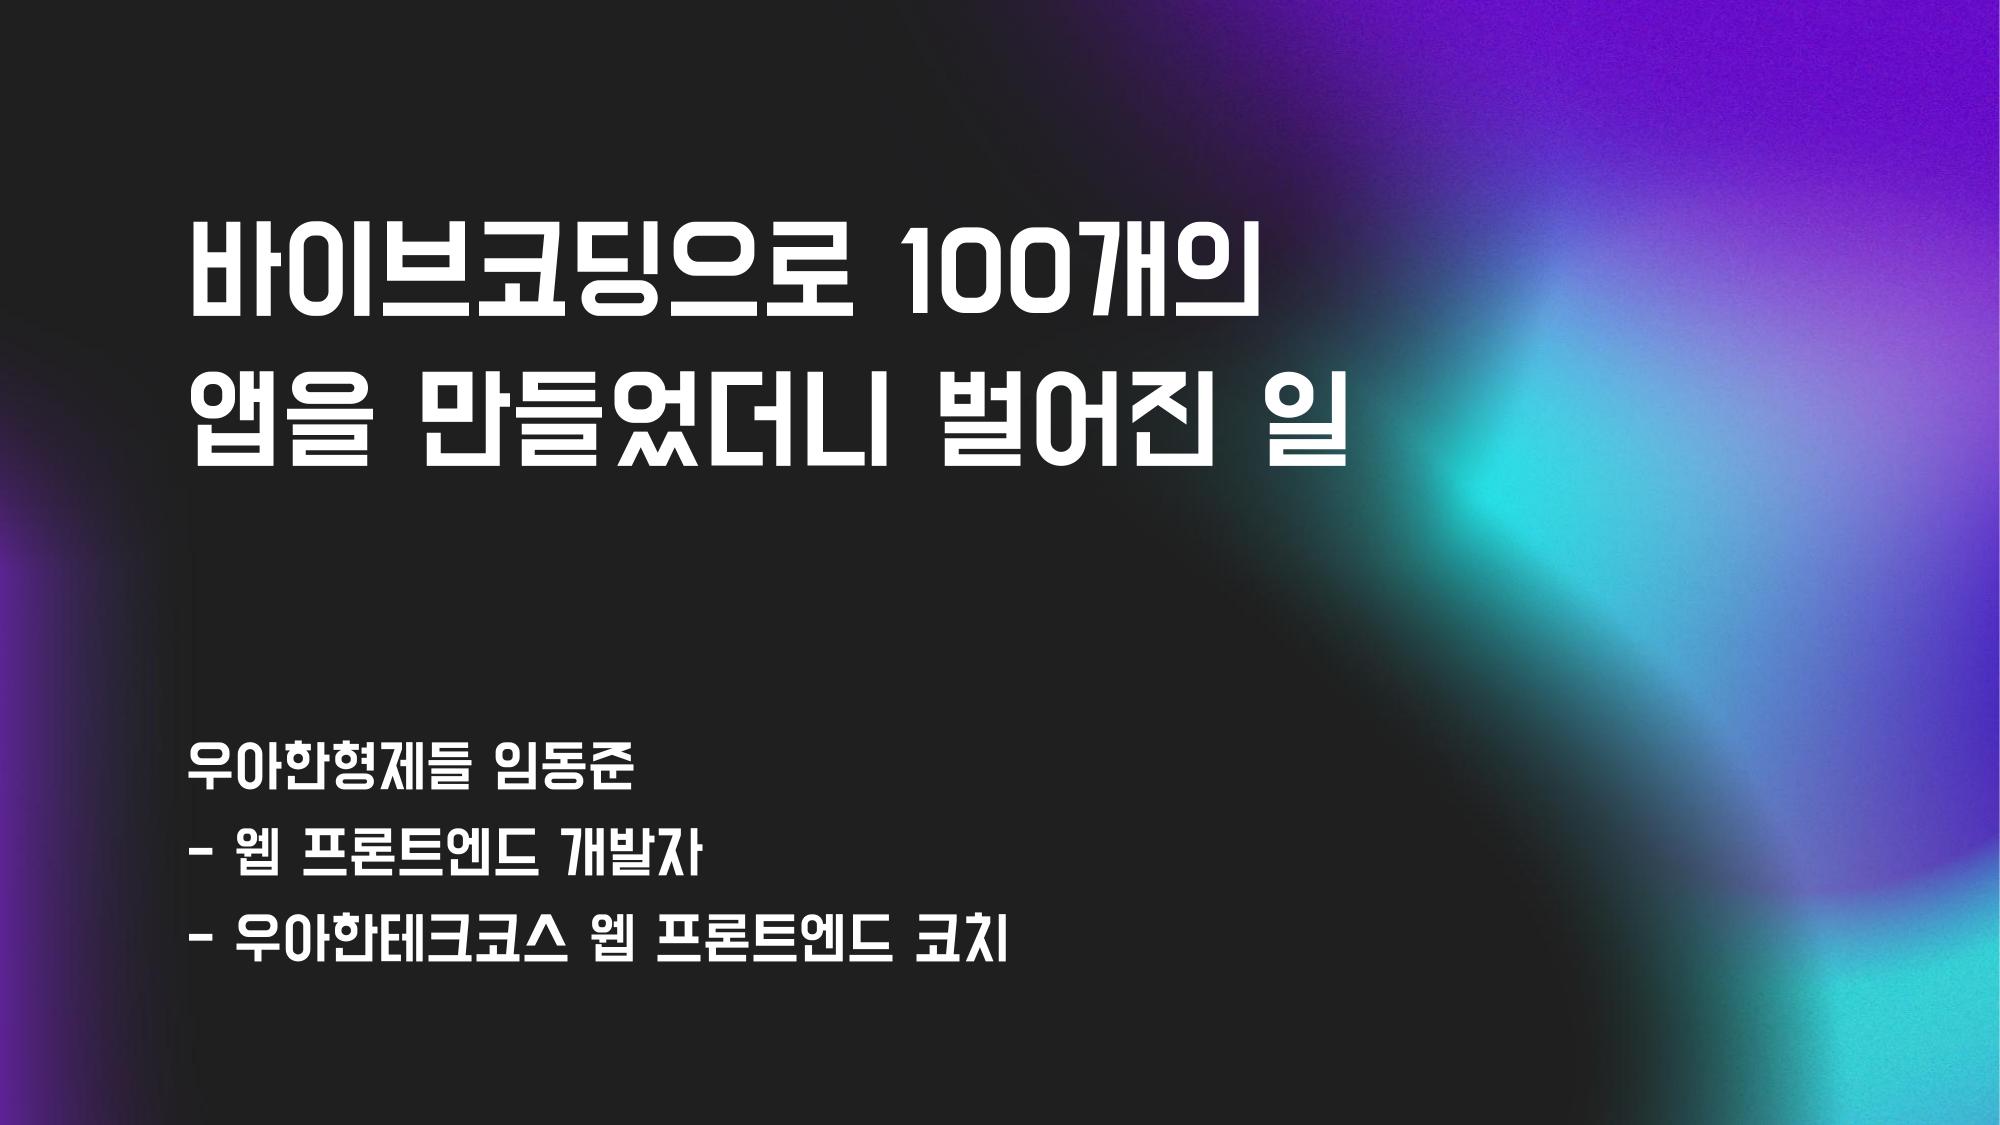 바이브코딩으로 100개의
앱을 만들었더니 벌어진 일
우아한형제들 임동준
- 웹 프론트엔드 개발자
- 우아한테크코스 웹 프론트엔드 코치